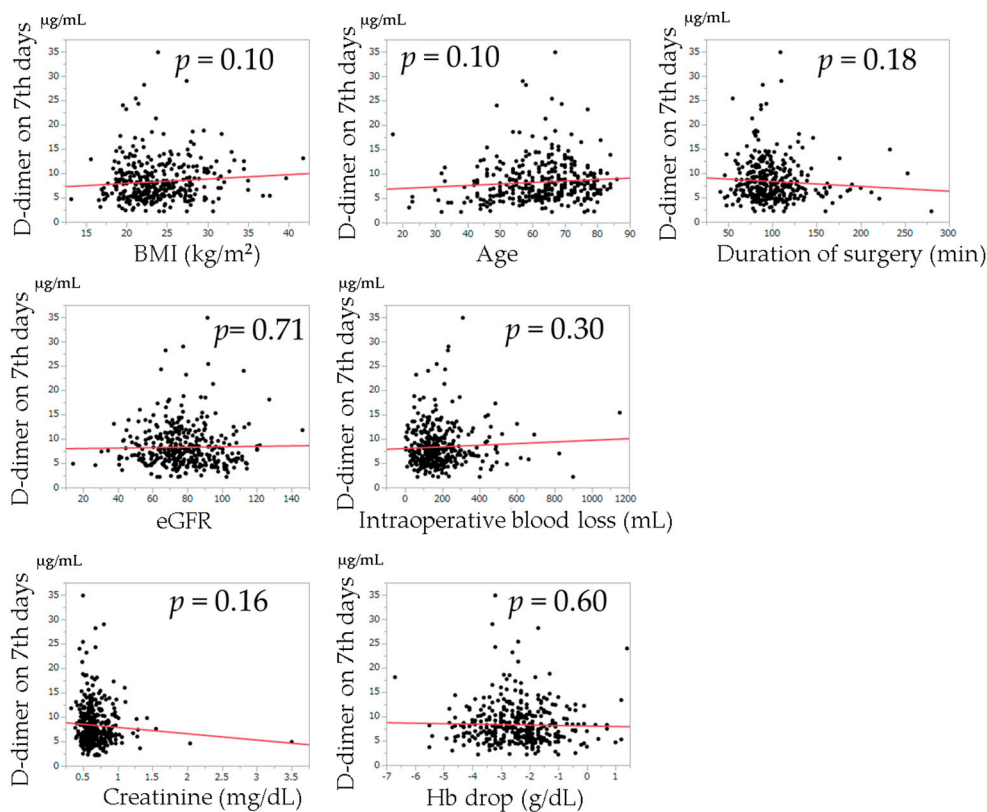 µg/mL
D-dimer on 7th days
35
30
25
20
15
10
5
0
p = 0.10
15 20 25 30 35 40
BMI (kg/m²)
µg/mL
D-dimer on 7th days
35
30
25
20
15
10
5
0
p = 0.10
20 30 40 50 60 70 80 90
Age
µg/mL
D-dimer on 7th days
35
30
25
20
15
10
5
0
p = 0.18
50 100 150 200 250 300
Duration of surgery (min)
µg/mL
D-dimer on 7th days
35
30
25
20
15
10
5
0
p= 0.71
20 40 60 80 100 120 140
eGFR
µg/mL
D-dimer on 7th days
35
30
25
20
15
10
5
0
p = 0.30
0 200 400 600 800 1000 1200
Intraoperative blood loss (mL)
µg/mL
D-dimer on 7th days
35
30
25
20
15
10
5
0
p = 0.16
0.5 1 1.5 2 2.5 3 3.5
Creatinine (mg/dL)
µg/mL
D-dimer on 7th days
35
30
25
20
15
10
5
0
p = 0.60
-7 -6 -5 -4 -3 -2 -1 0 1
Hb drop (g/dL)